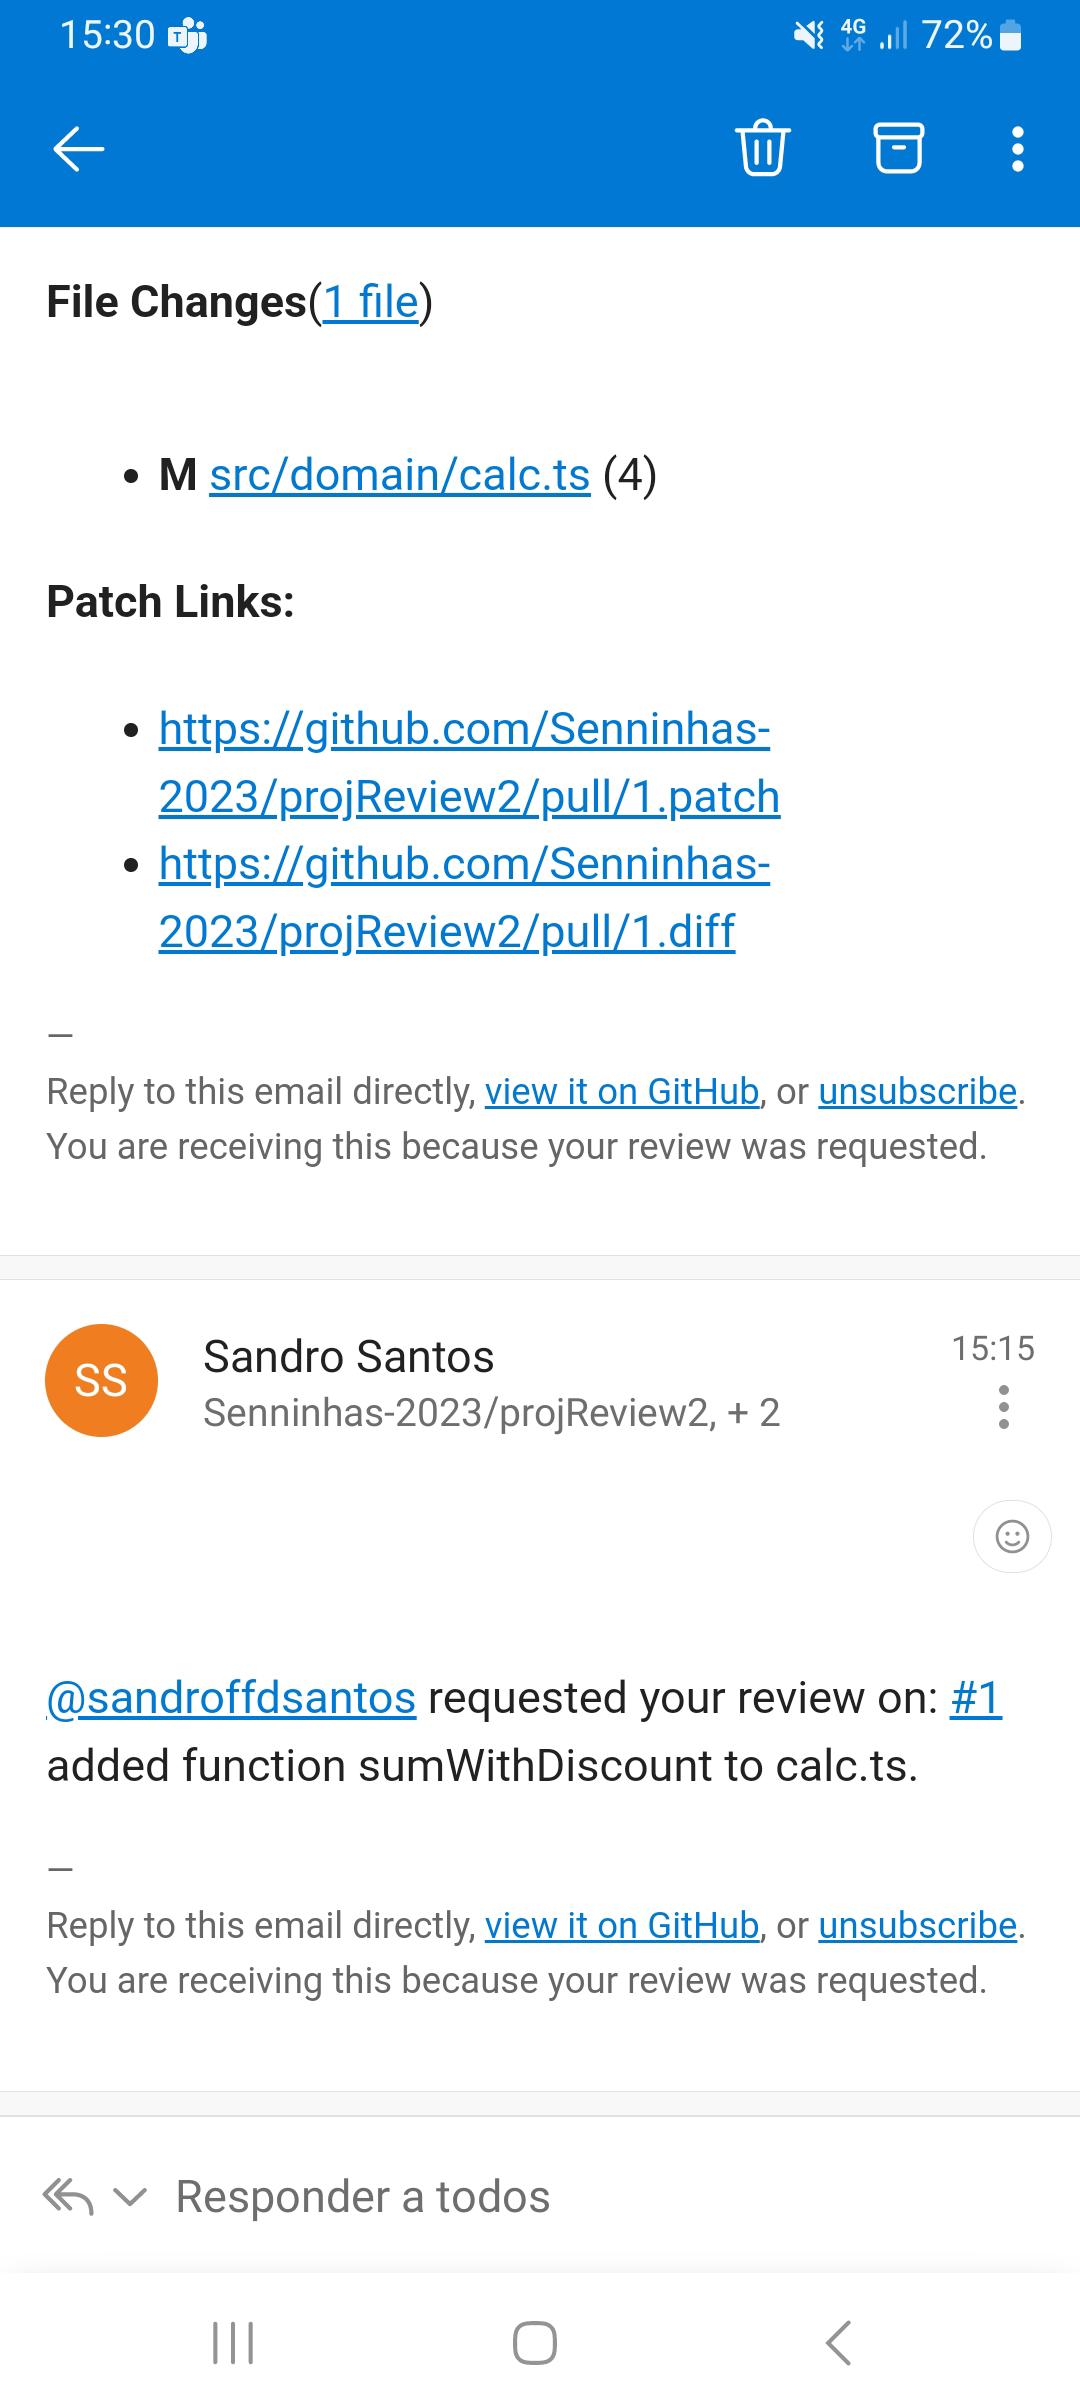 15:30
4G
72%
File Changes(1 file)
M src/domain/calc.ts (4)
Patch Links:
https://github.com/Senninhas-
2023/projReview2/pull/1.patch
https://github.com/Senninhas-
2023/projReview2/pull/1.diff
—
Reply to this email directly, view it on GitHub, or unsubscribe.
You are receiving this because your review was requested.
SS
Sandro Santos
15:15
Senninhas-2023/projReview2, + 2
@sandroffdsantos requested your review on: #1
added function sumWithDiscount to calc.ts.
—
Reply to this email directly, view it on GitHub, or unsubscribe.
You are receiving this because your review was requested.
Responder a todos